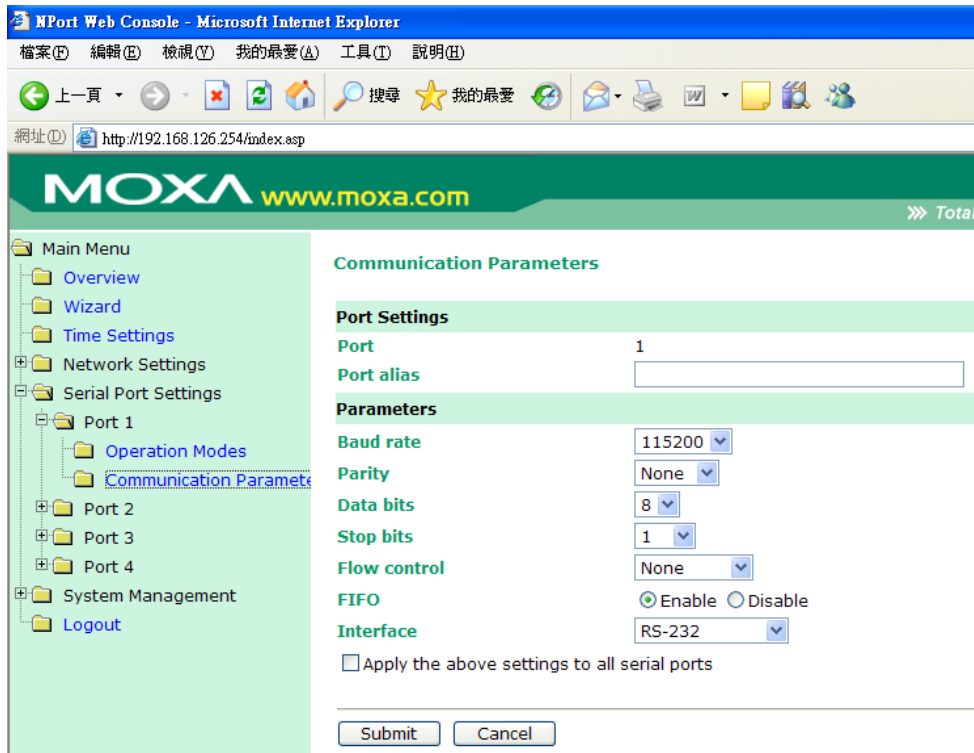 NPort Web Console - Microsoft Internet Explorer
檔案(F) 編輯(E) 檢視(V) 我的最愛(A) 工具(T) 說明(H)
上一頁 搜尋 我的最愛
網址(D) http://192.168.126.254/index.asp
MOXA www.moxa.com
Total
Main Menu
Overview
Wizard
Time Settings
Network Settings
Serial Port Settings
Port 1
Operation Modes
Communication Paramete
Port 2
Port 3
Port 4
System Management
Logout
Communication Parameters
Port Settings
Port 1
Port alias
Parameters
Baud rate 115200
Parity None
Data bits 8
Stop bits 1
Flow control None
FIFO Enable Disable
Interface RS-232
Apply the above settings to all serial ports
Submit Cancel